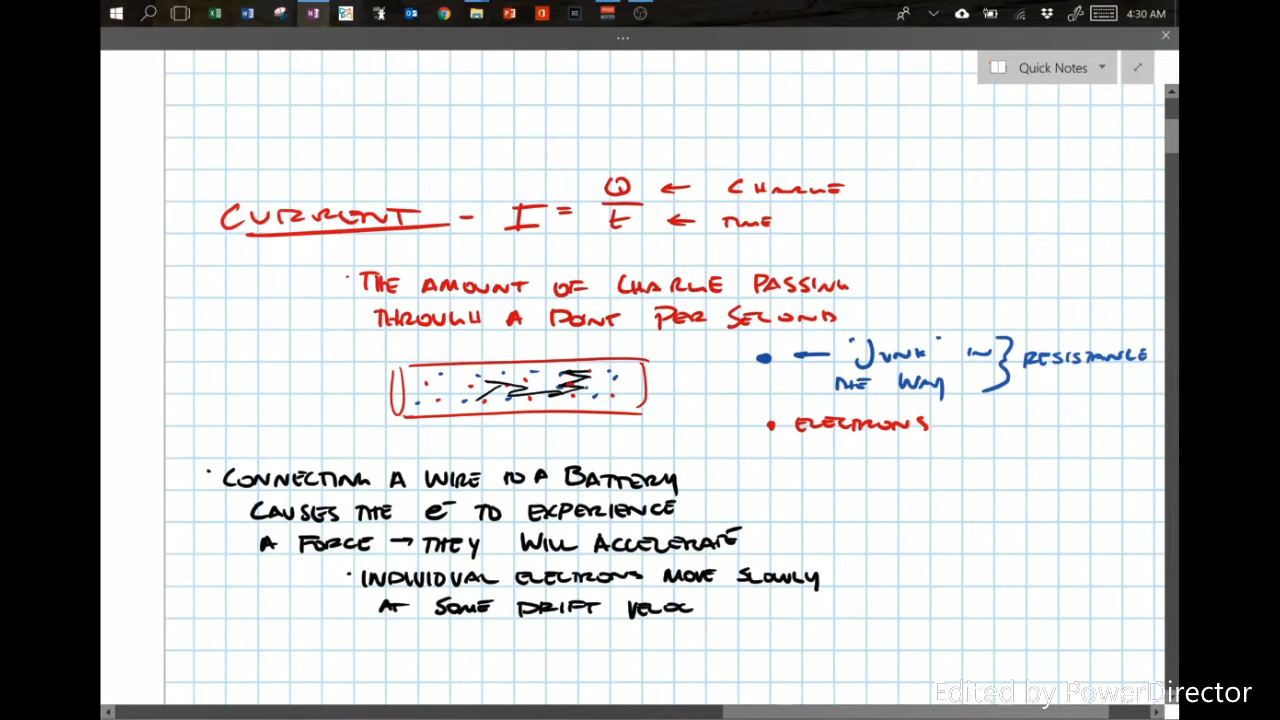 4:30 AM
...
Quick Notes
CURRENT - I = Q/t ← CHARGE
← TIME
· THE AMOUNT OF CHARGE PASSING
THROUGH A POINT PER SECOND
• ← "JUNK" IN } RESISTANCE
THE WAY
• ELECTRONS
· CONNECTING A WIRE TO A BATTERY
CAUSES THE e⁻ TO EXPERIENCE
A FORCE → THEY WILL ACCELERATE
· INDIVIDUAL ELECTRONS MOVE SLOWLY
AT SOME DRIFT VELOC
Edited by PowerDirector